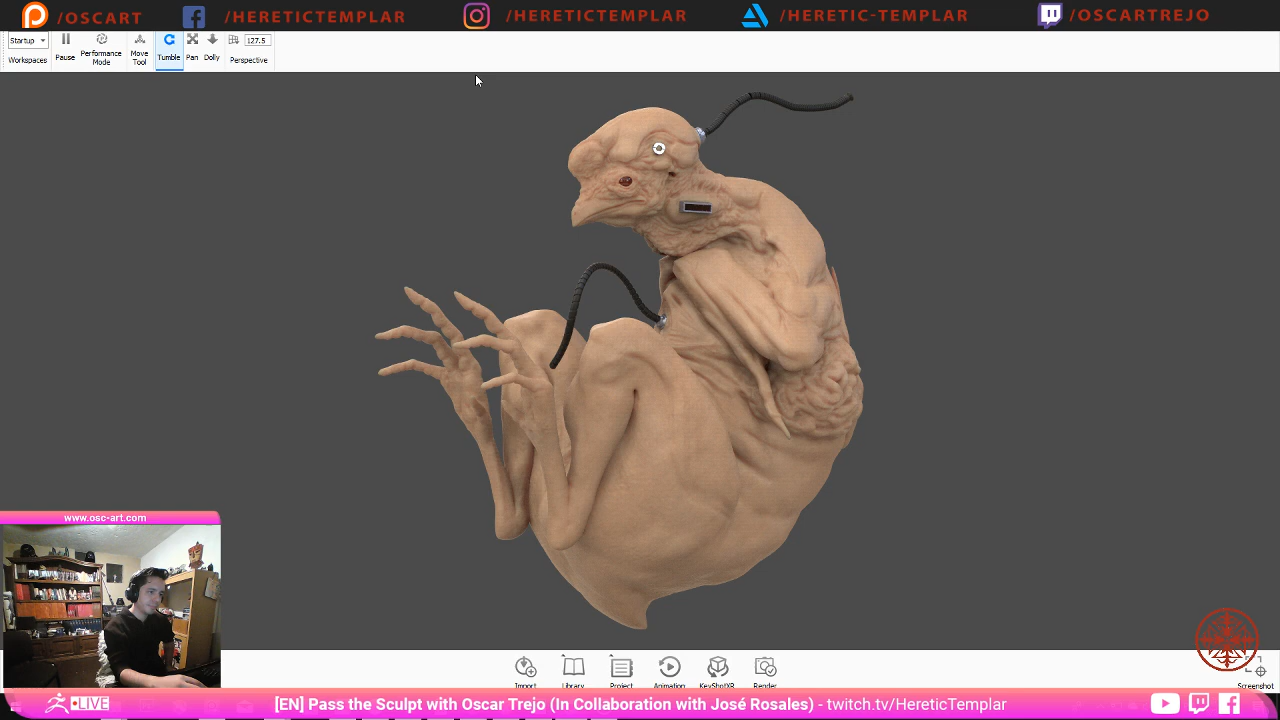 /OSCART
/HERETICTEMPLAR
/HERETICTEMPLAR
/HERETIC-TEMPLAR
/OSCARTREJO
Startup
127.5
Workspaces
Pause
Performance Mode
Move Tool
Tumble
Pan
Dolly
Perspective
www.osc-art.com
Import
Library
Project
Animation
KeyShotXR
Render
Screenshot
LIVE
[EN] Pass the Sculpt with Oscar Trejo (In Collaboration with José Rosales) - twitch.tv/HereticTemplar